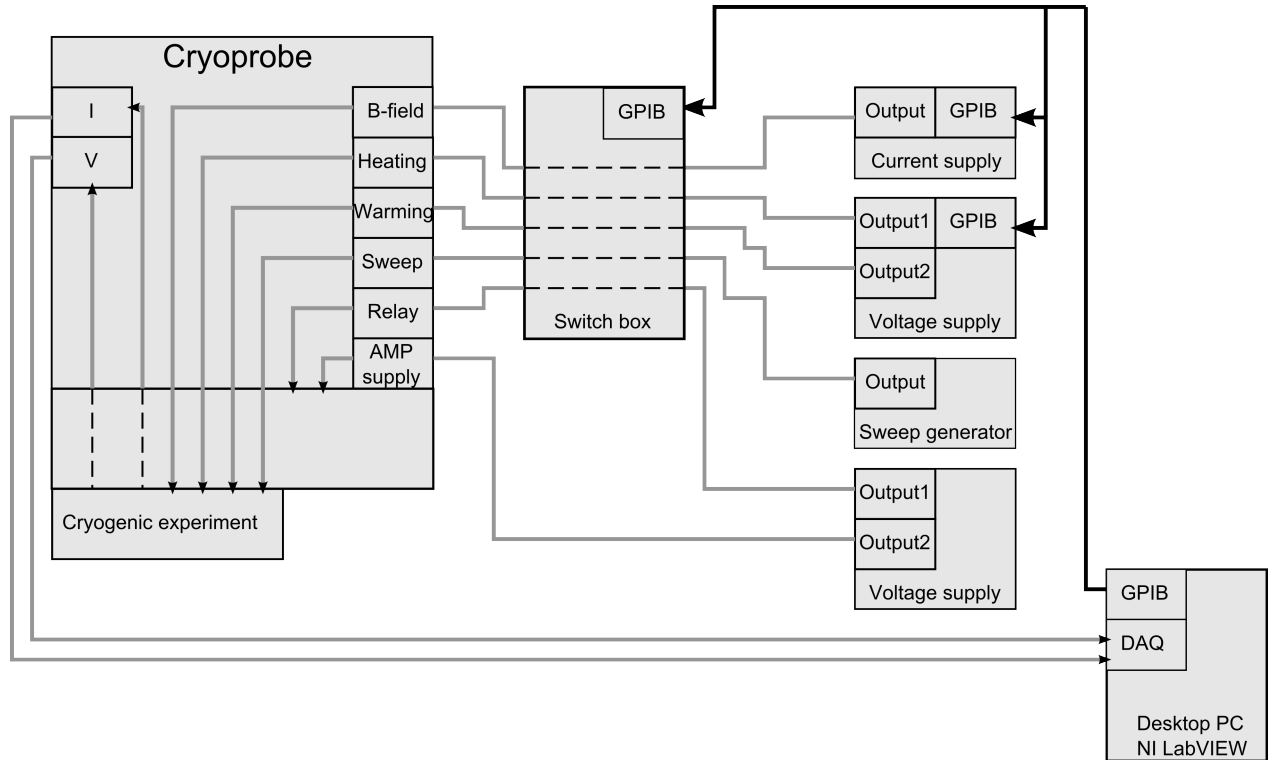 Cryoprobe
I
V
B-field
Heating
Warming
Sweep
Relay
AMP
supply
Cryogenic experiment
GPIB
Switch box
Output
GPIB
Current supply
Output1
GPIB
Output2
Voltage supply
Output
Sweep generator
Output1
Output2
Voltage supply
GPIB
DAQ
Desktop PC
NI LabVIEW